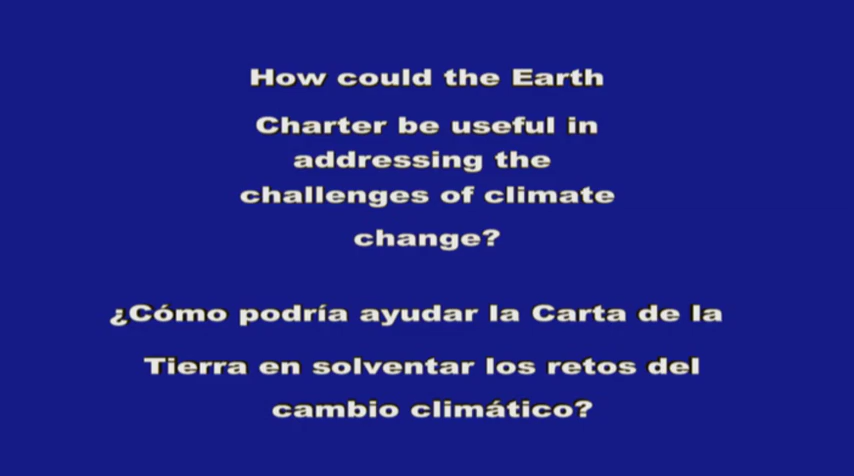 How could the Earth
Charter be useful in
addressing the
challenges of climate
change?
¿Cómo podría ayudar la Carta de la
Tierra en solventar los retos del
cambio climático?